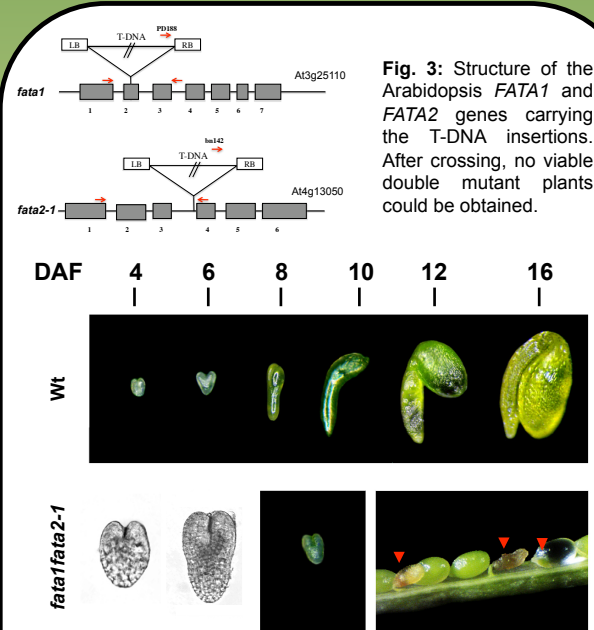 PD188
T-DNA
LB
RB
At3g25110
fata1
1 2 3 4 5 6 7
bn142
T-DNA
LB
RB
At4g13050
fata2-1
1 2 3 4 5 6
Fig. 3: Structure of the
Arabidopsis FATA1 and
FATA2 genes carrying
the T-DNA insertions.
After crossing, no viable
double mutant plants
could be obtained.
DAF 4 6 8 10 12 16
Wt
fata1fata2-1